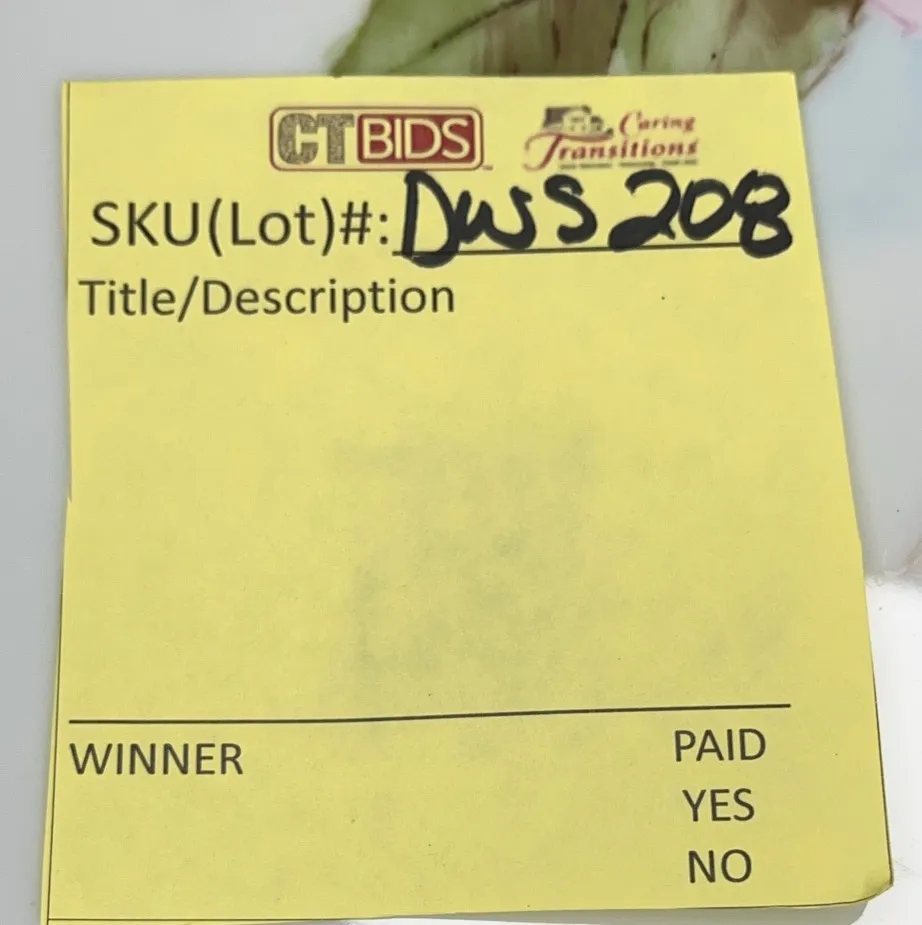 CTBIDS
Caring
Transitions
SKU(Lot)#: DWS 208
Title/Description
WINNER
PAID
YES
NO